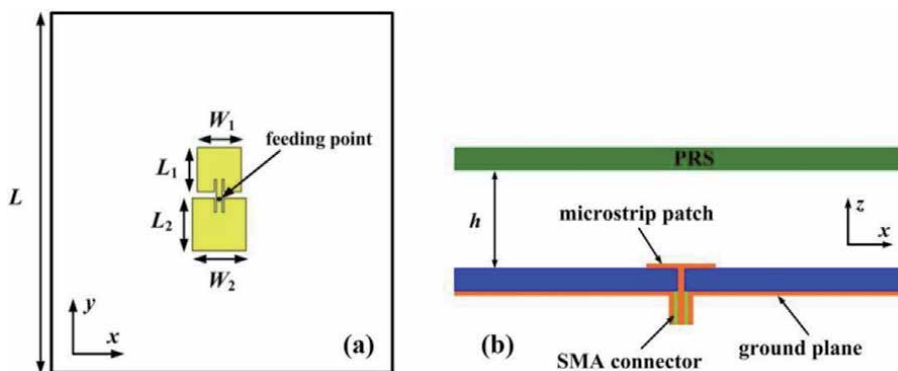 W1
feeding point
L1
L
L2
W2
y
x
(a)
PRS
h
microstrip patch
z
x
(b)
SMA connector
ground plane